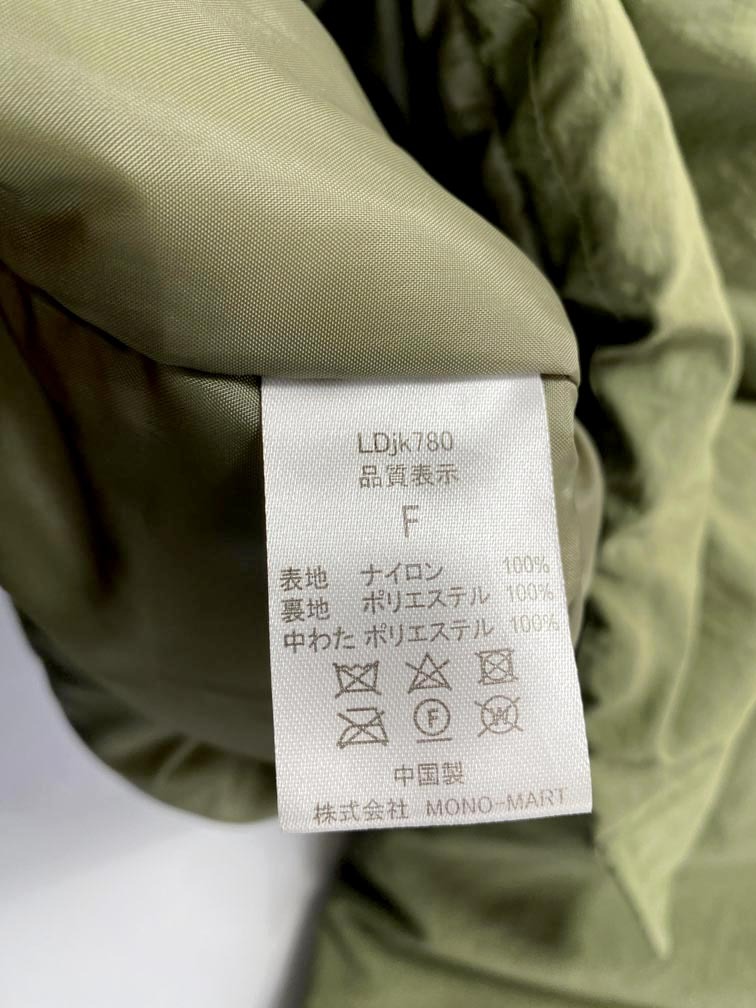 LDjk780
品質表示
F
表地 ナイロン 100%
裏地 ポリエステル 100%
中わた ポリエステル 100%
F W
中国製
株式会社 MONO-MART